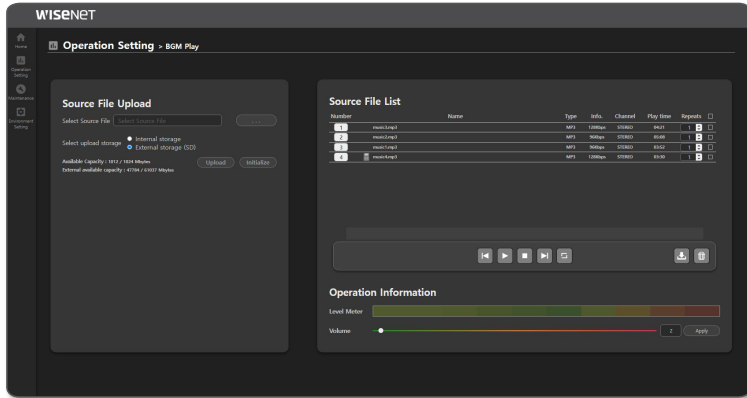 WISENET
Home
Operation Setting
Maintenance
Environment Setting
Operation Setting > BGM Play
Source File Upload
Select Source File Select Source File ...
Select upload storage Internal storage
External storage (SD)
Available Capacity : 1012 / 1024 Mbytes Upload Initialize
External available capacity : 47784 / 61037 Mbytes
Source File List
Number Name Type Info. Channel Play time Repeats
1 music3.mp3 MP3 128Kbps STEREO 04:21 1
2 music2.mp3 MP3 96Kbps STEREO 05:08 1
3 music1.mp3 MP3 96Kbps STEREO 03:52 1
4 music4.mp3 MP3 128Kbps STEREO 03:30 1
Operation Information
Level Meter
Volume 2 Apply